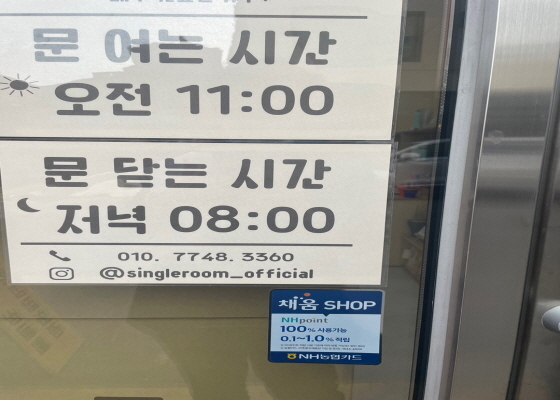 문 여는 시간
오전 11:00
문 닫는 시간
저녁 08:00
010. 7748. 3360
@singleroom_official
채움 SHOP
NHpoint
100% 사용가능
0.1~1.0% 적립
NH농협카드